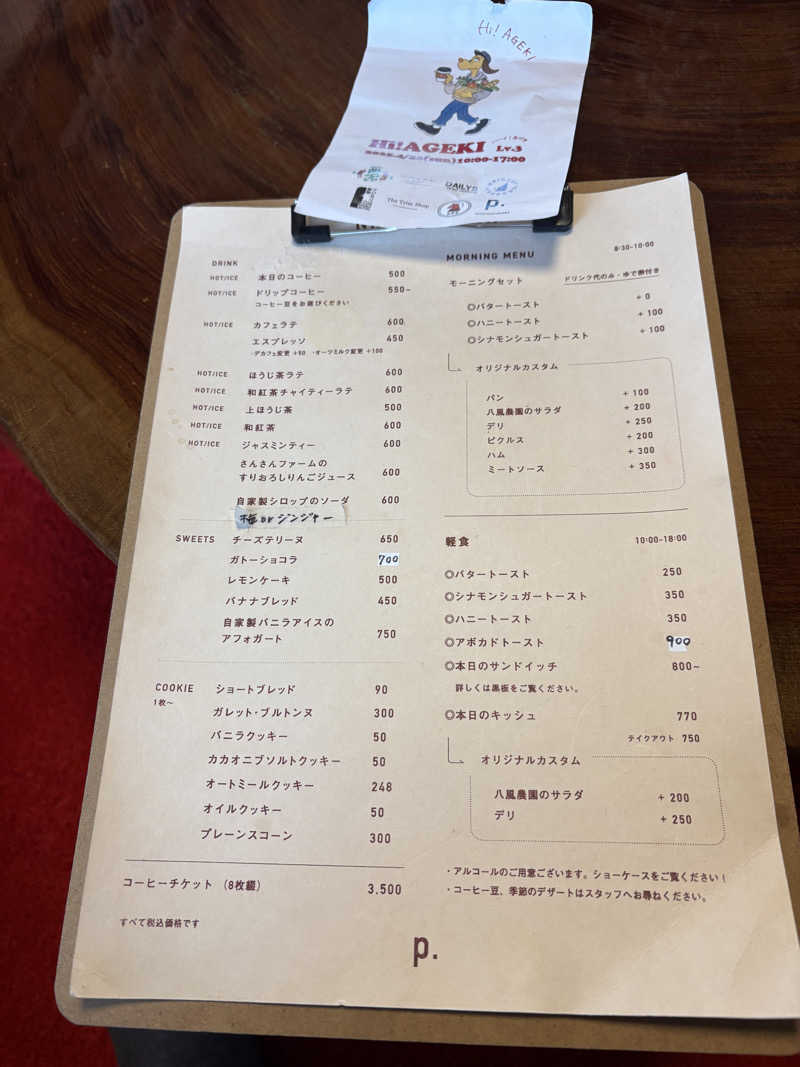 Hi! AGEKI
Hi!AGEKI Lv.3
10:00-17:00
DAILY
The Trim Shop
p.
DRINK
HOT/ICE 本日のコーヒー 500
HOT/ICE ドリップコーヒー 550~
コーヒー豆をお選びください
HOT/ICE カフェラテ 600
エスプレッソ 450
・デカフェ変更 +50 ・オーツミルク変更 +100
HOT/ICE ほうじ茶ラテ 600
HOT/ICE 和紅茶チャイティーラテ 600
HOT/ICE 上ほうじ茶 500
HOT/ICE 和紅茶 600
HOT/ICE ジャスミンティー 600
さんさんファームの
すりおろしりんごジュース 600
自家製シロップのソーダ 600
梅orジンジャー
SWEETS チーズテリーヌ 650
ガトーショコラ 700
レモンケーキ 500
バナナブレッド 450
自家製バニラアイスの
アフォガート 750
COOKIE ショートブレッド 90
1枚〜
ガレット・ブルトンヌ 300
バニラクッキー 50
カカオニブソルトクッキー 50
オートミールクッキー 248
オイルクッキー 50
プレーンスコーン 300
コーヒーチケット（8枚綴） 3.500
すべて税込価格です
MORNING MENU 8:30-10:00
モーニングセット ドリンク代のみ・ゆで卵付き
◎バタートースト + 0
◎ハニートースト + 100
◎シナモンシュガートースト + 100
オリジナルカスタム
パン + 100
八風農園のサラダ + 200
デリ + 250
ピクルス + 200
ハム + 300
ミートソース + 350
軽食 10:00-18:00
◎バタートースト 250
◎シナモンシュガートースト 350
◎ハニートースト 350
◎アボカドトースト 900
◎本日のサンドイッチ 800~
詳しくは黒板をご覧ください。
◎本日のキッシュ 770
テイクアウト 750
オリジナルカスタム
八風農園のサラダ + 200
デリ + 250
・アルコールのご用意ございます。ショーケースをご覧ください！
・コーヒー豆、季節のデザートはスタッフへお尋ねください。
p.